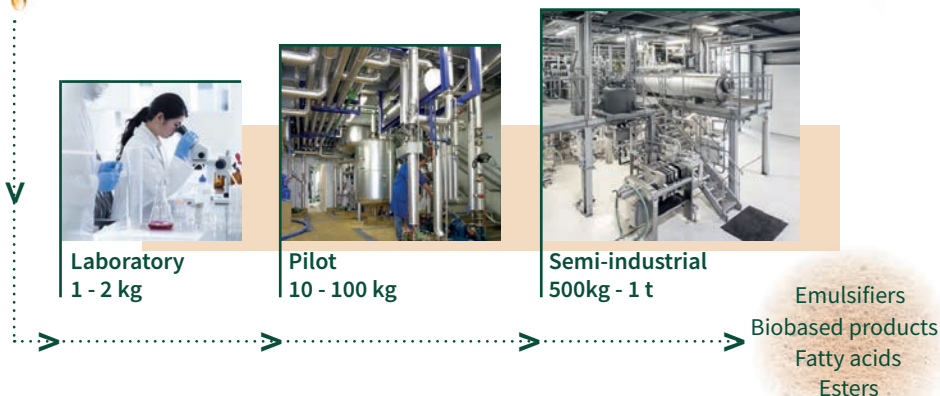 Laboratory
1 - 2 kg
Pilot
10 - 100 kg
Semi-industrial
500kg - 1 t
Emulsifiers
Biobased products
Fatty acids
Esters